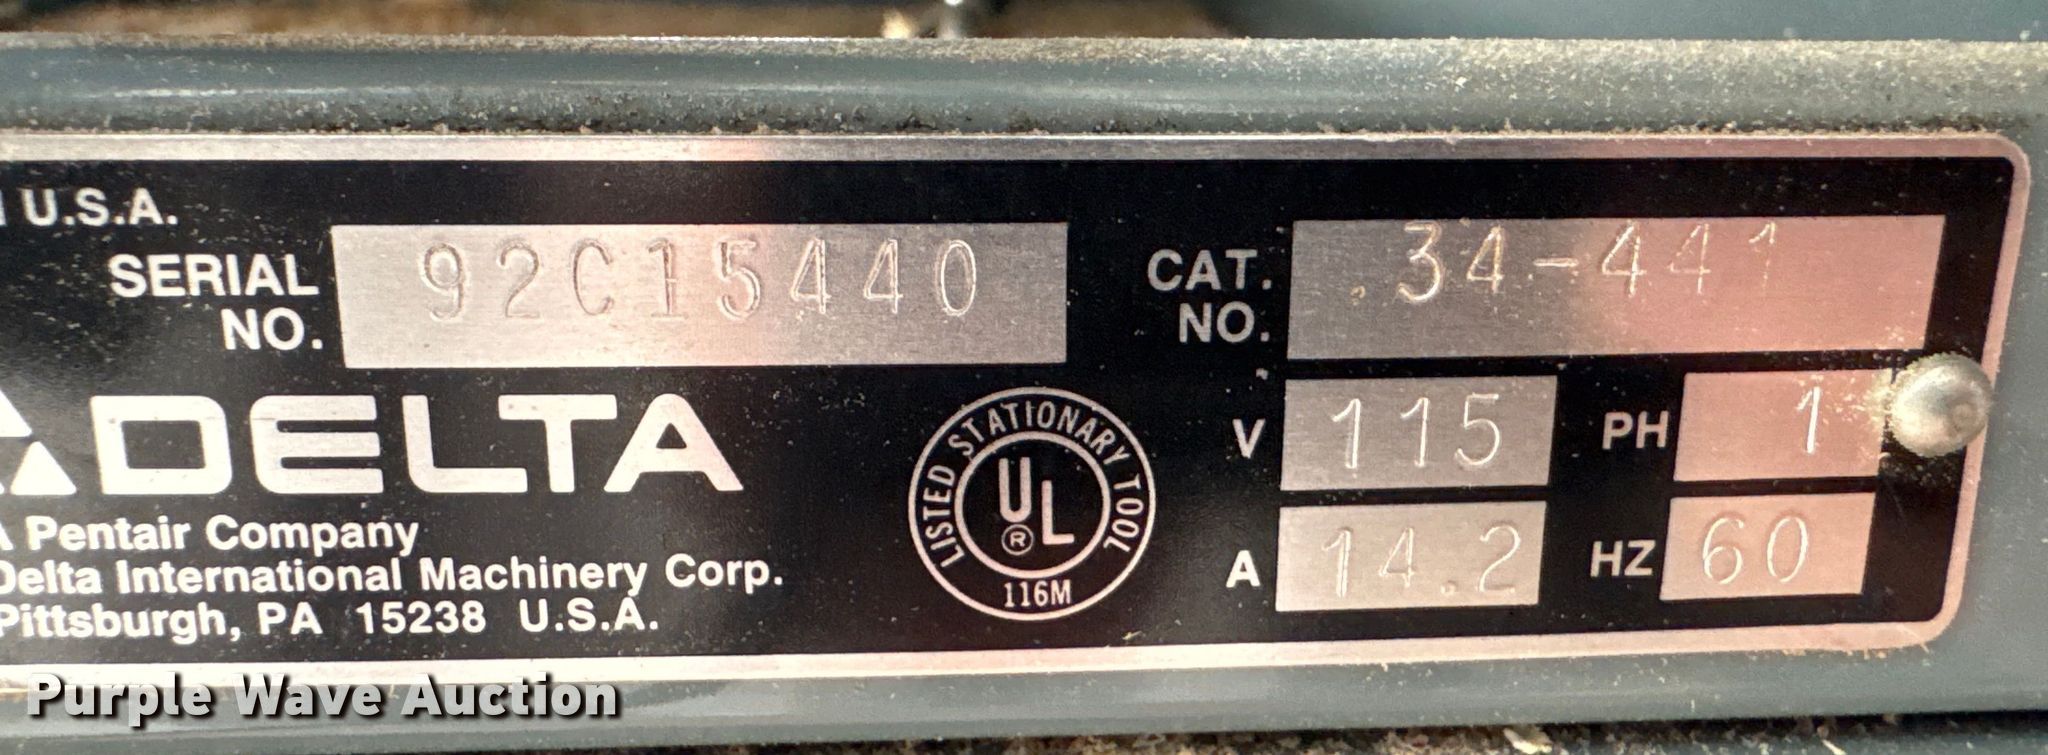 U.S.A.
SERIAL NO. 92C15440
CAT. NO. 34-441
DELTA
A Pentair Company
Delta International Machinery Corp.
Pittsburgh, PA 15238 U.S.A.
LISTED STATIONARY TOOL
UL®
116M
V 115 PH 1
A 14.2 HZ 60
Purple Wave Auction